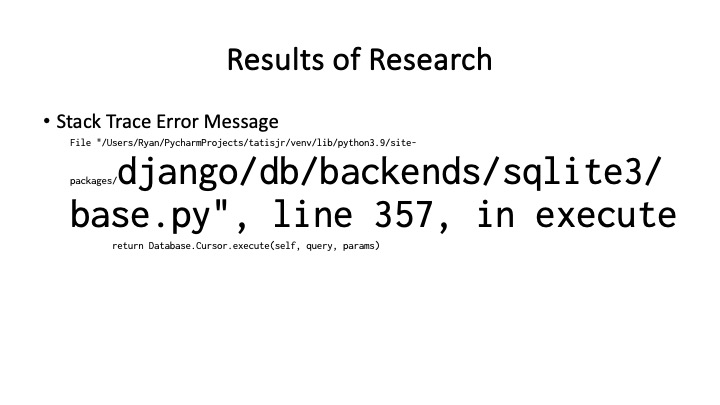 Results of Research
• Stack Trace Error Message
File "/Users/Ryan/PycharmProjects/tatisjr/venv/lib/python3.9/site-
packages/django/db/backends/sqlite3/
base.py", line 357, in execute
return Database.Cursor.execute(self, query, params)